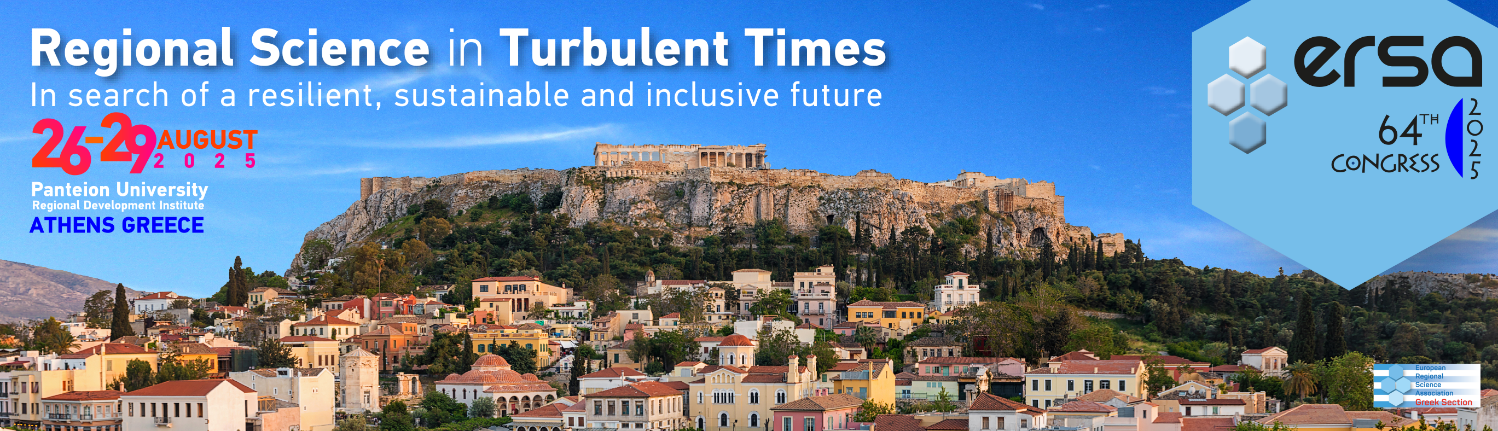 Regional Science in Turbulent Times
In search of a resilient, sustainable and inclusive future
26-29 AUGUST
2025
Panteion University
Regional Development Institute
ATHENS GREECE
ersa
64TH
CONGRESS
2025
European
Regional
Science
Association
Greek Section